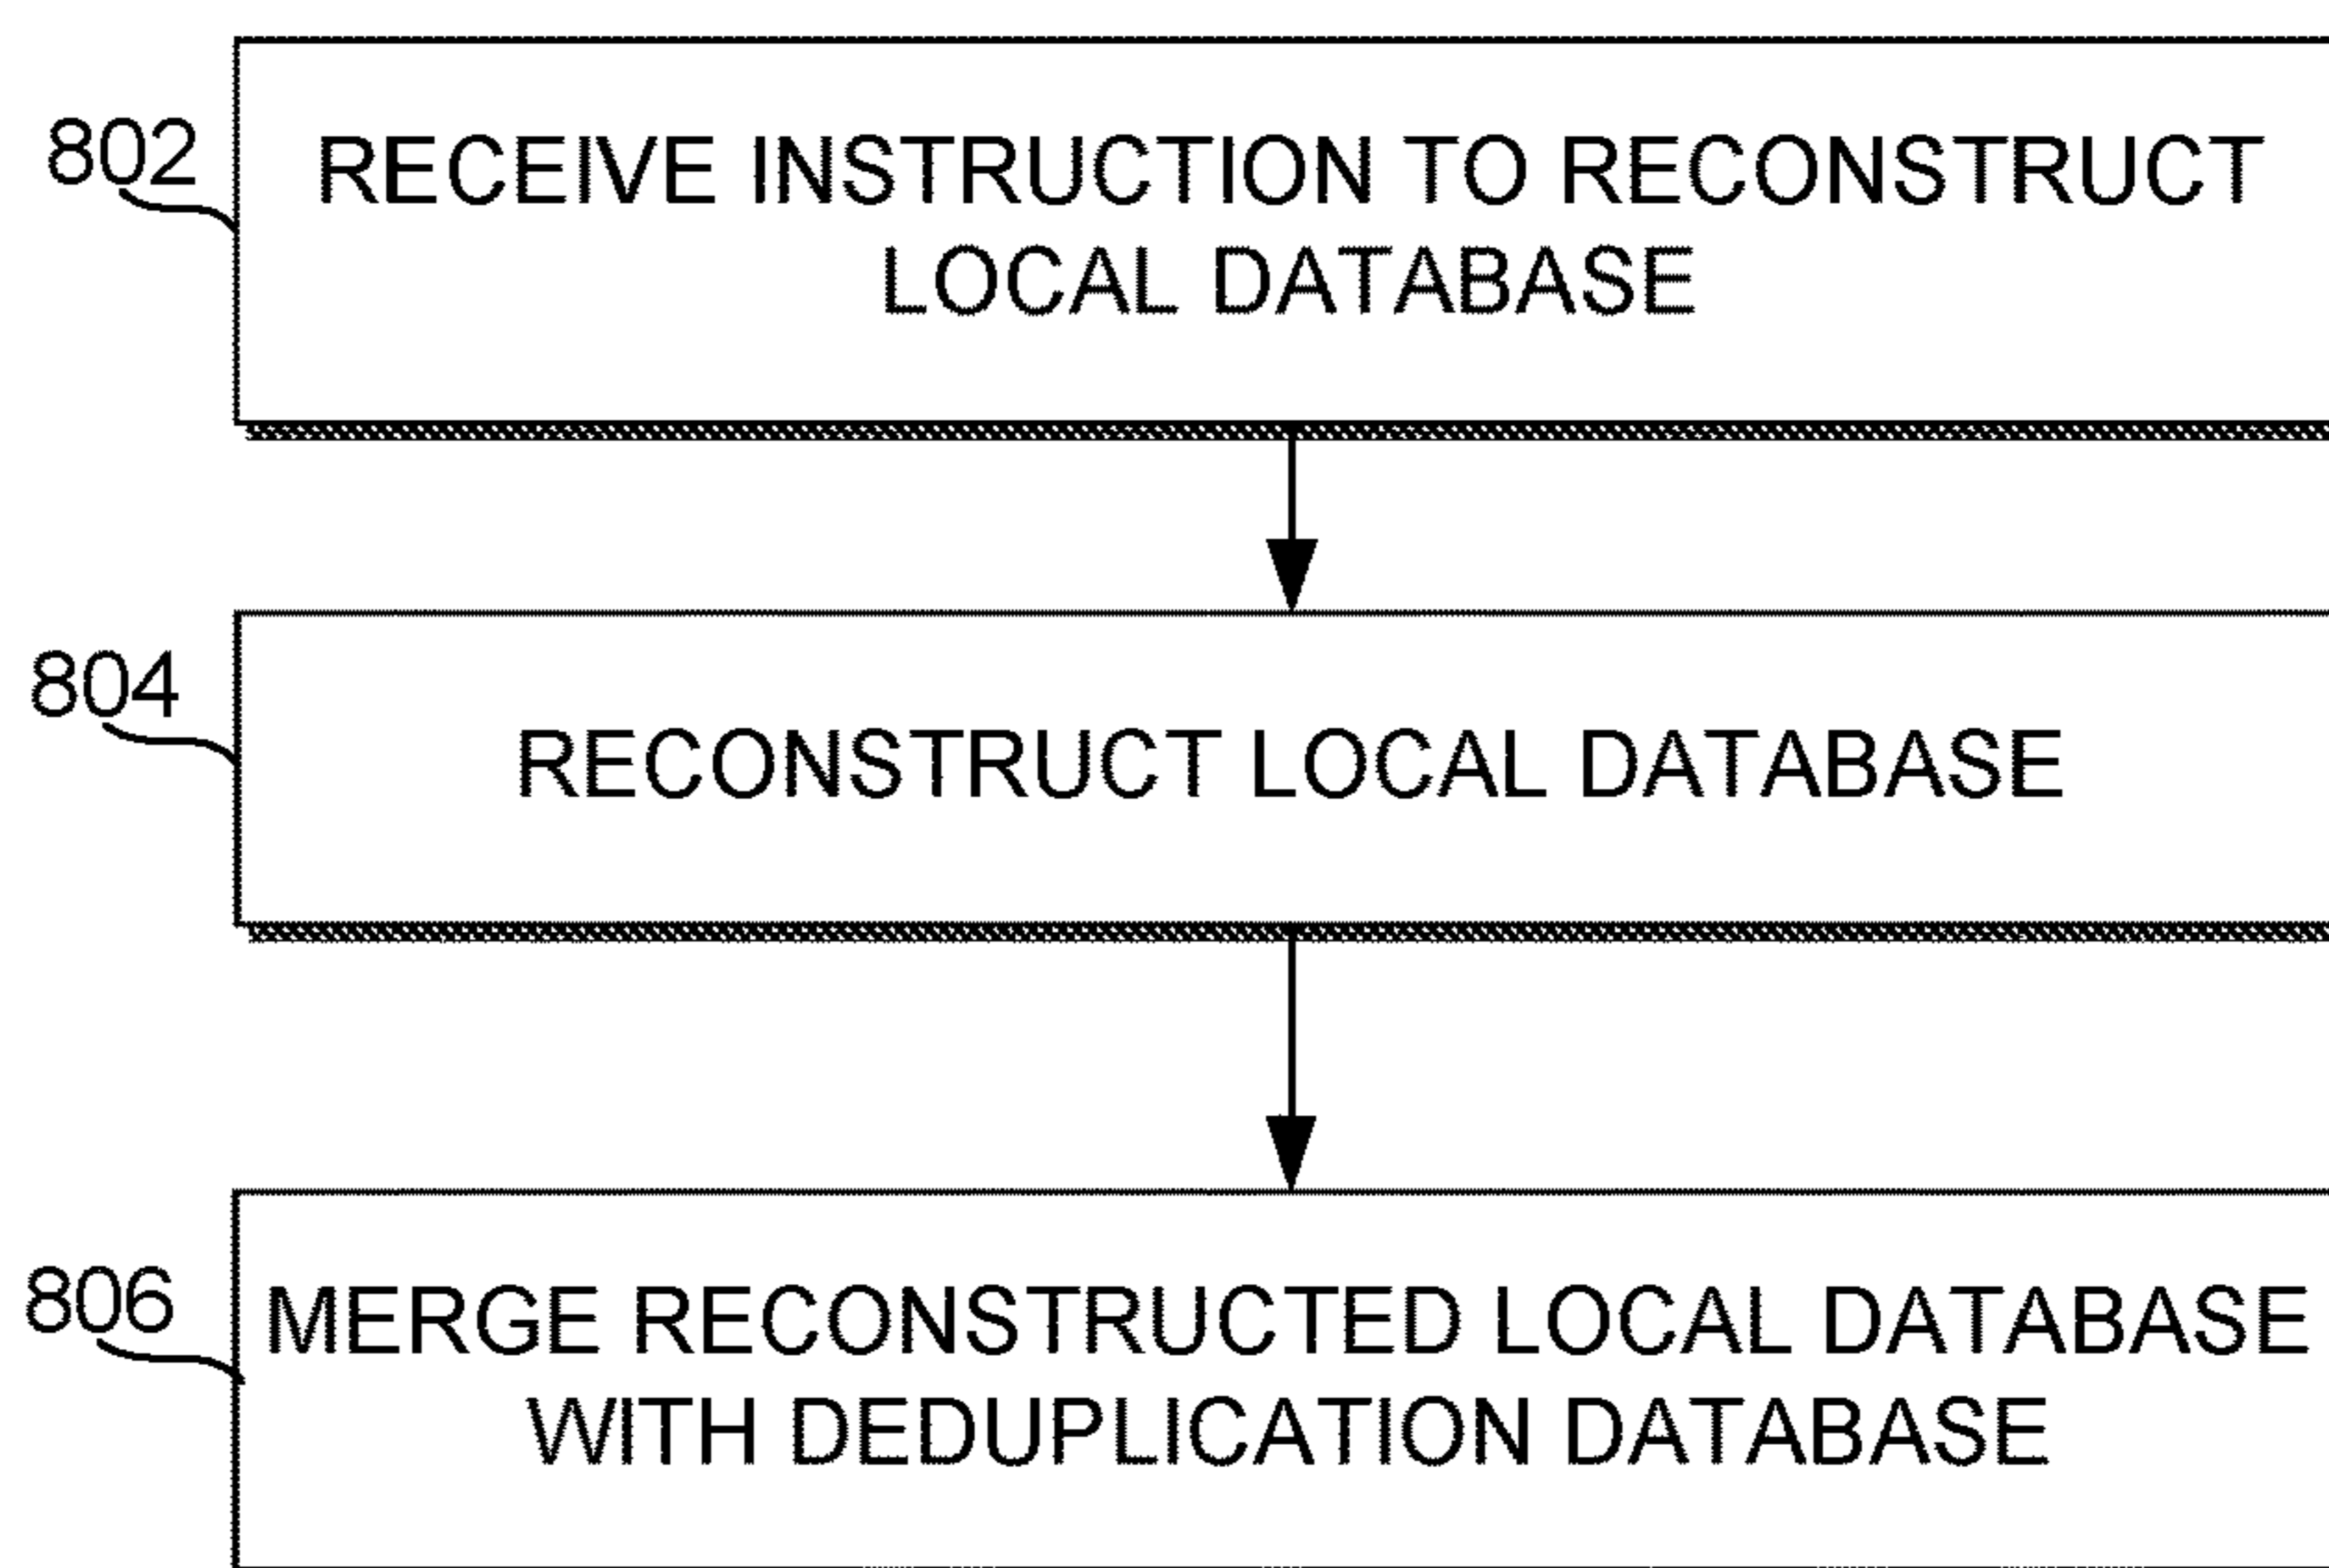 802
RECEIVE INSTRUCTION TO RECONSTRUCT
LOCAL DATABASE
804
RECONSTRUCT LOCAL DATABASE
806
MERGE RECONSTRUCTED LOCAL DATABASE
WITH DEDUPLICATION DATABASE